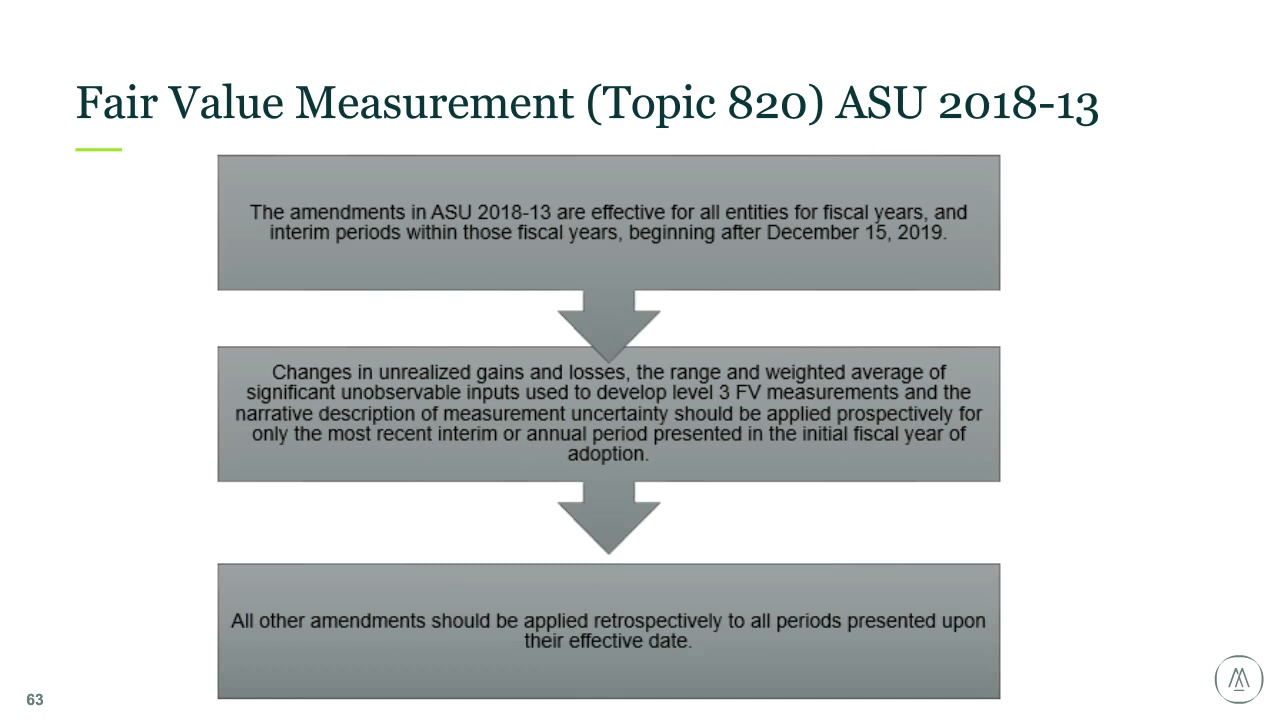 Fair Value Measurement (Topic 820) ASU 2018-13
The amendments in ASU 2018-13 are effective for all entities for fiscal years, and
interim periods within those fiscal years, beginning after December 15, 2019.
Changes in unrealized gains and losses, the range and weighted average of
significant unobservable inputs used to develop level 3 FV measurements and the
narrative description of measurement uncertainty should be applied prospectively for
only the most recent interim or annual period presented in the initial fiscal year of
adoption.
All other amendments should be applied retrospectively to all periods presented upon
their effective date.
63